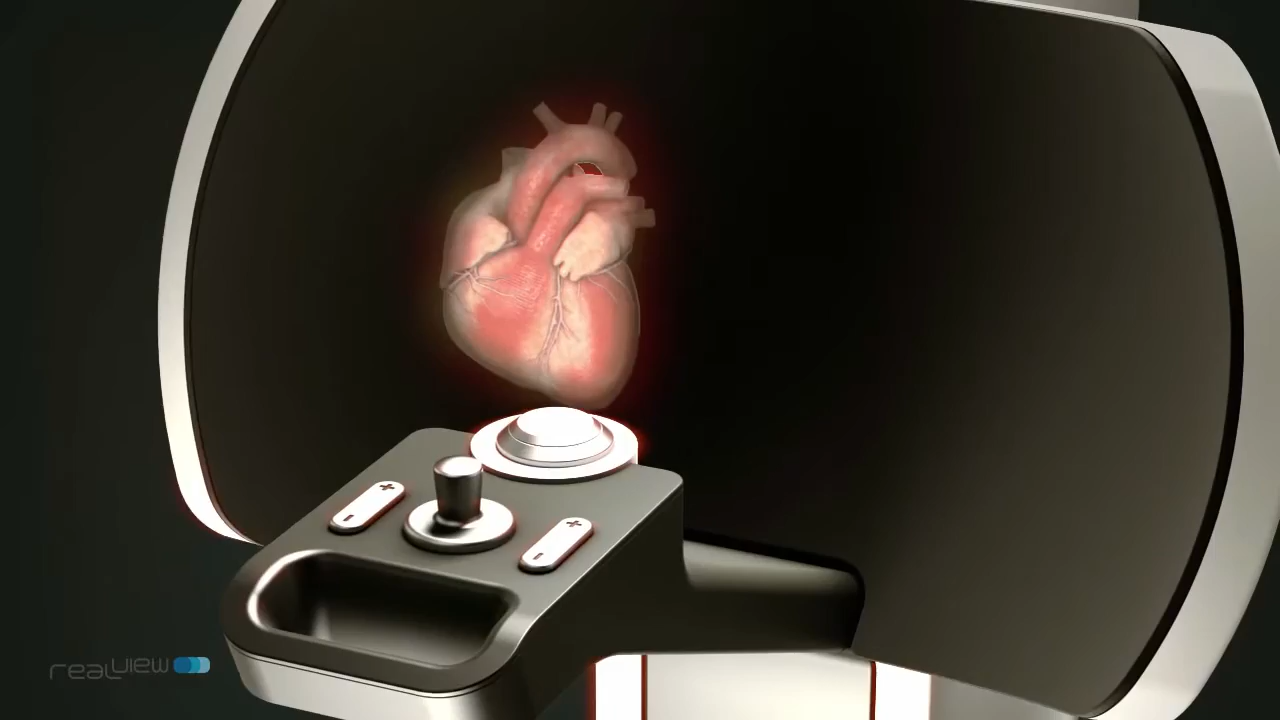 +
+
-
-
realview